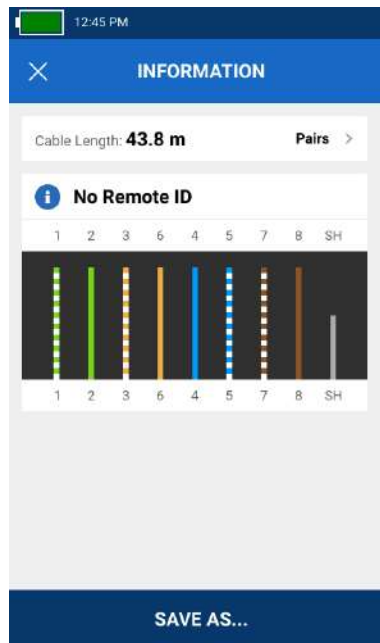 12:45 PM
INFORMATION
Cable Length: 43.8 m Pairs >
i No Remote ID
1 2 3 6 4 5 7 8 SH
1 2 3 6 4 5 7 8 SH
SAVE AS...